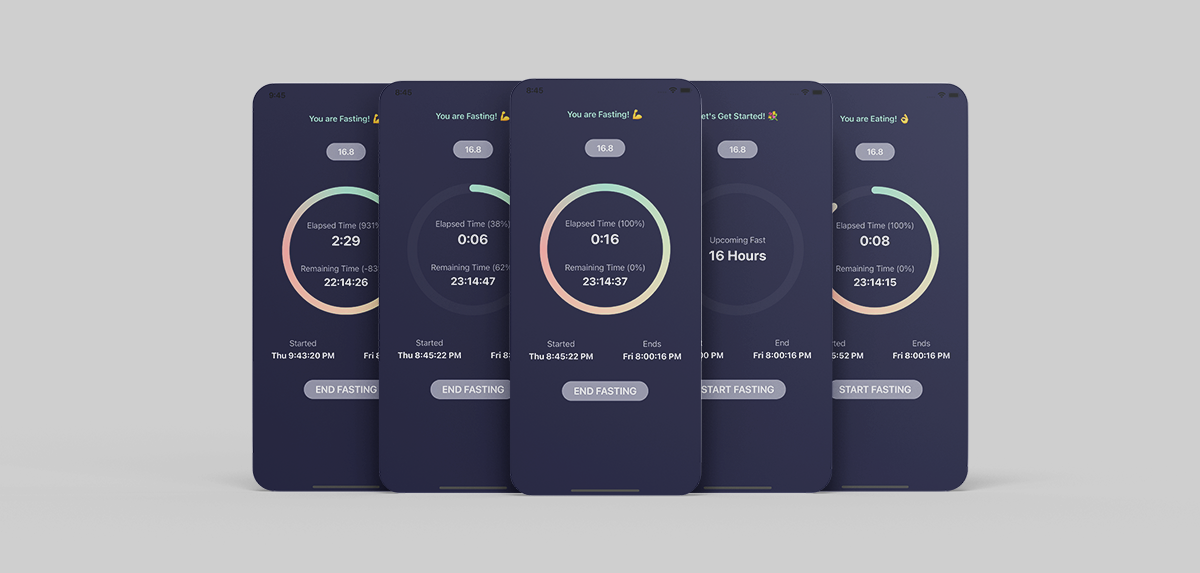 9:45
You are Fasting! 💪
16.8
Elapsed Time (931%
2:29
Remaining Time (-83
22:14:26
Started
Thu 9:43:20 PM
Fri 8
END FASTING
8:45
You are Fasting! 💪
16.8
Elapsed Time (38%)
0:06
Remaining Time (62%
23:14:47
Started
Thu 8:45:22 PM
Fri 8:
END FASTING
8:45
You are Fasting! 💪
16.8
Elapsed Time (100%)
0:16
Remaining Time (0%)
23:14:37
Started
Ends
Thu 8:45:22 PM
Fri 8:00:16 PM
END FASTING
et's Get Started! 💐
16.8
Upcoming Fast
16 Hours
End
00 PM
Fri 8:00:16 PM
START FASTING
You are Eating! 👌
16.8
Elapsed Time (100%)
0:08
Remaining Time (0%)
23:14:15
rted
Ends
5:52 PM
Fri 8:00:16 PM
START FASTING